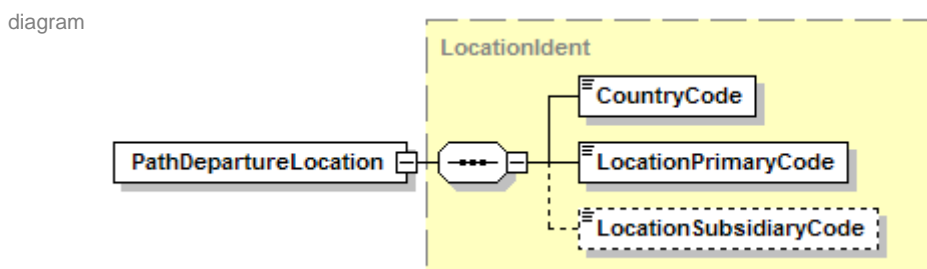 diagram
LocationIdent
CountryCode
PathDepartureLocation
LocationPrimaryCode
LocationSubsidiaryCode